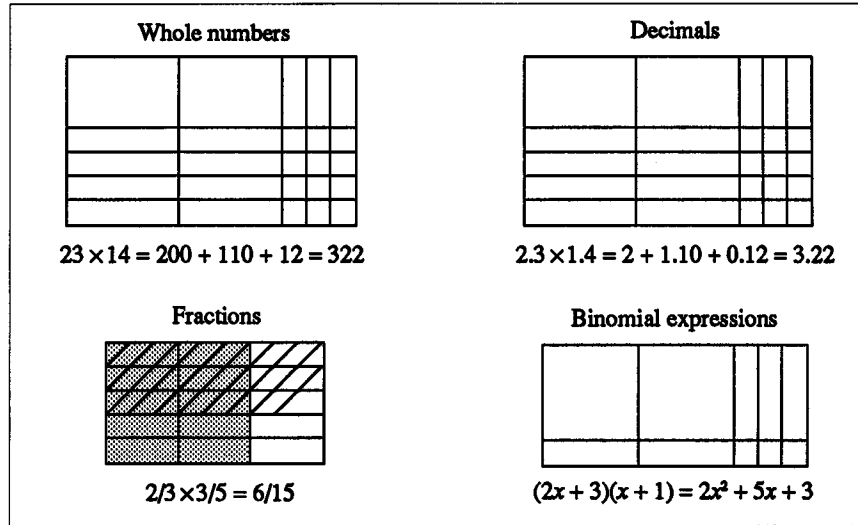 Whole numbers
Decimals
23 × 14 = 200 + 110 + 12 = 322
2.3 × 1.4 = 2 + 1.10 + 0.12 = 3.22
Fractions
Binomial expressions
2/3 × 3/5 = 6/15
(2x + 3)(x + 1) = 2x² + 5x + 3